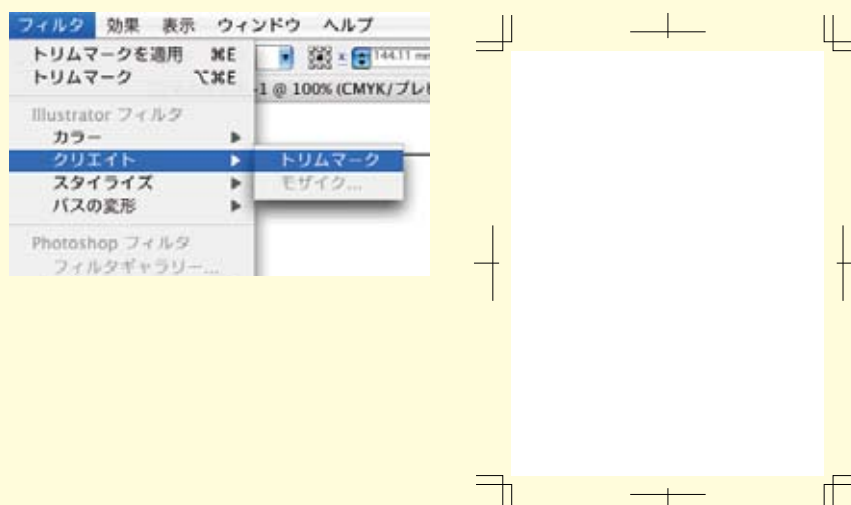 フィルタ 効果 表示 ウィンドウ ヘルプ
トリムマークを適用 ⌘E
トリムマーク ⌥⌘E
x: 144.11 mm
-1 @ 100% (CMYK/プレ
Illustrator フィルタ
カラー
クリエイト
トリムマーク
モザイク...
スタイライズ
パスの変形
Photoshop フィルタ
フィルタギャラリー...